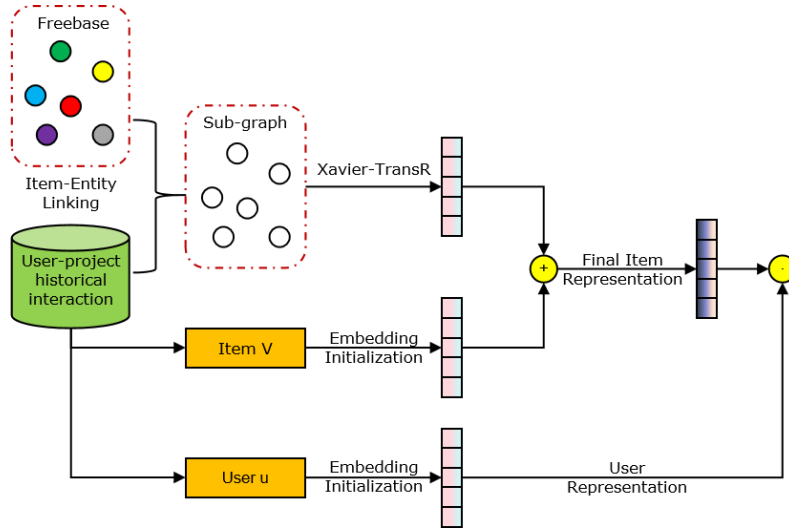 Freebase
Sub-graph
Xavier-TransR
Item-Entity
Linking
User-project
historical
interaction
+
Final Item
Representation
·
Item V
Embedding
Initialization
User u
Embedding
Initialization
User
Representation